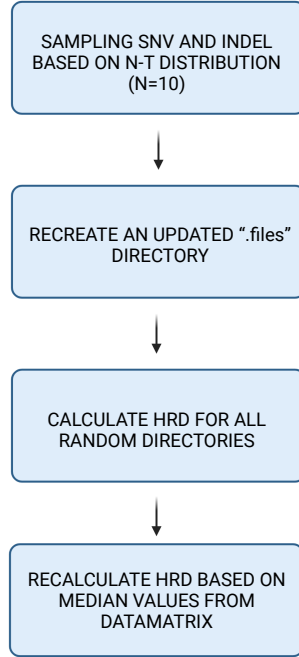 SAMPLING SNV AND INDEL
BASED ON N-T DISTRIBUTION
(N=10)
RECREATE AN UPDATED “.files”
DIRECTORY
CALCULATE HRD FOR ALL
RANDOM DIRECTORIES
RECALCULATE HRD BASED ON
MEDIAN VALUES FROM
DATAMATRIX